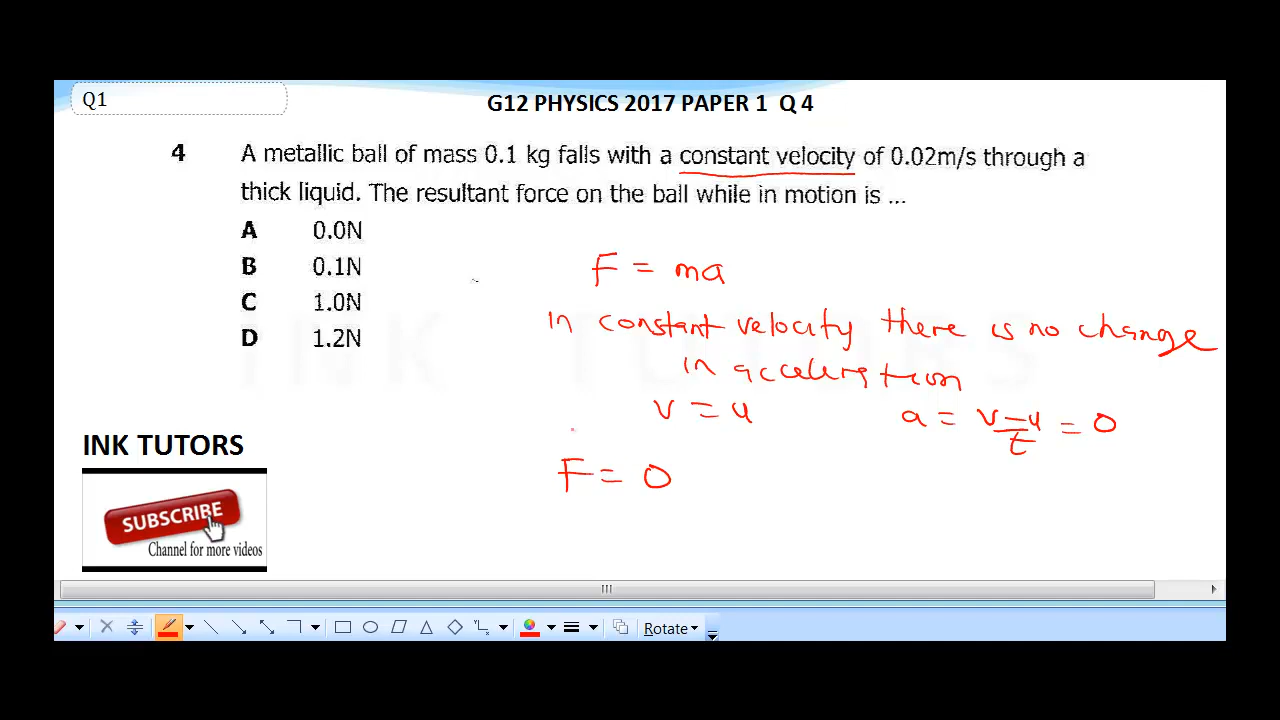 Q1
G12 PHYSICS 2017 PAPER 1 Q 4
4 A metallic ball of mass 0.1 kg falls with a constant velocity of 0.02m/s through a
thick liquid. The resultant force on the ball while in motion is ...
A 0.0N
B 0.1N
C 1.0N
D 1.2N
F = ma
In constant velocity there is no change
in acceleration
v = u a = v-u/t = 0
F = 0
INK TUTORS
INK TUTORS
SUBSCRIBE
Channel for more videos
Rotate